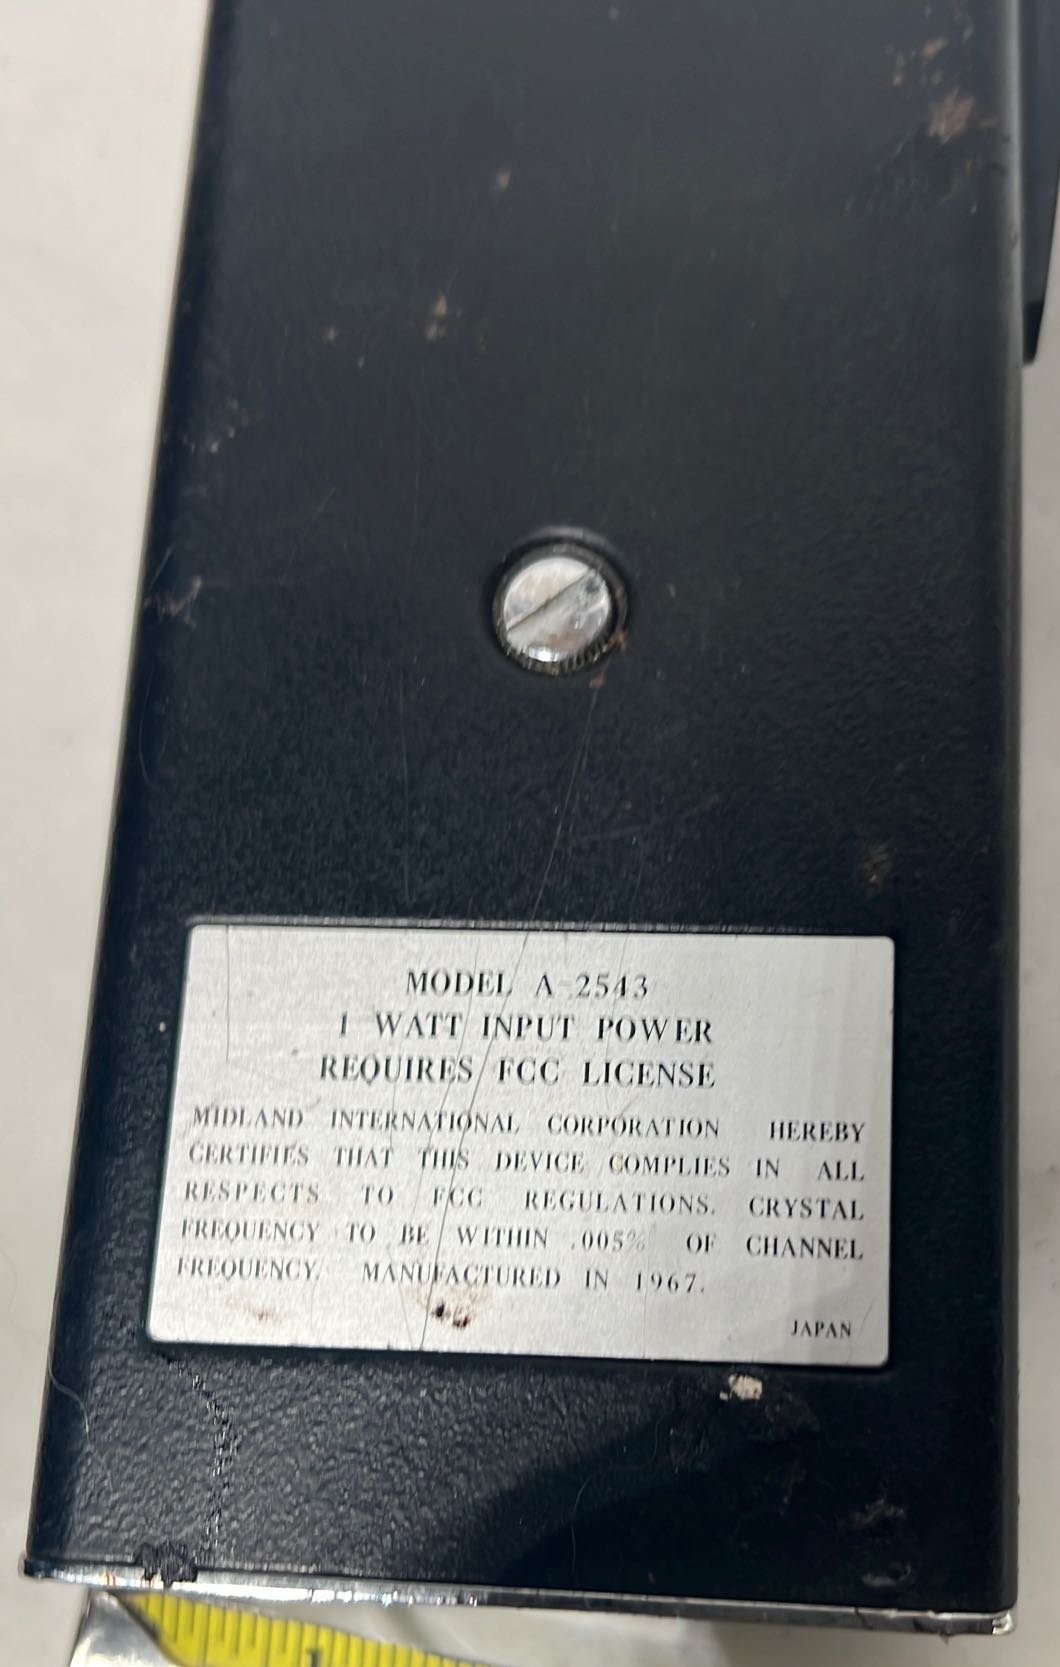 MODEL A-2543
1 WATT INPUT POWER
REQUIRES FCC LICENSE
MIDLAND INTERNATIONAL CORPORATION HEREBY
CERTIFIES THAT THIS DEVICE COMPLIES IN ALL
RESPECTS TO FCC REGULATIONS. CRYSTAL
FREQUENCY TO BE WITHIN .005% OF CHANNEL
FREQUENCY. MANUFACTURED IN 1967.
JAPAN
1